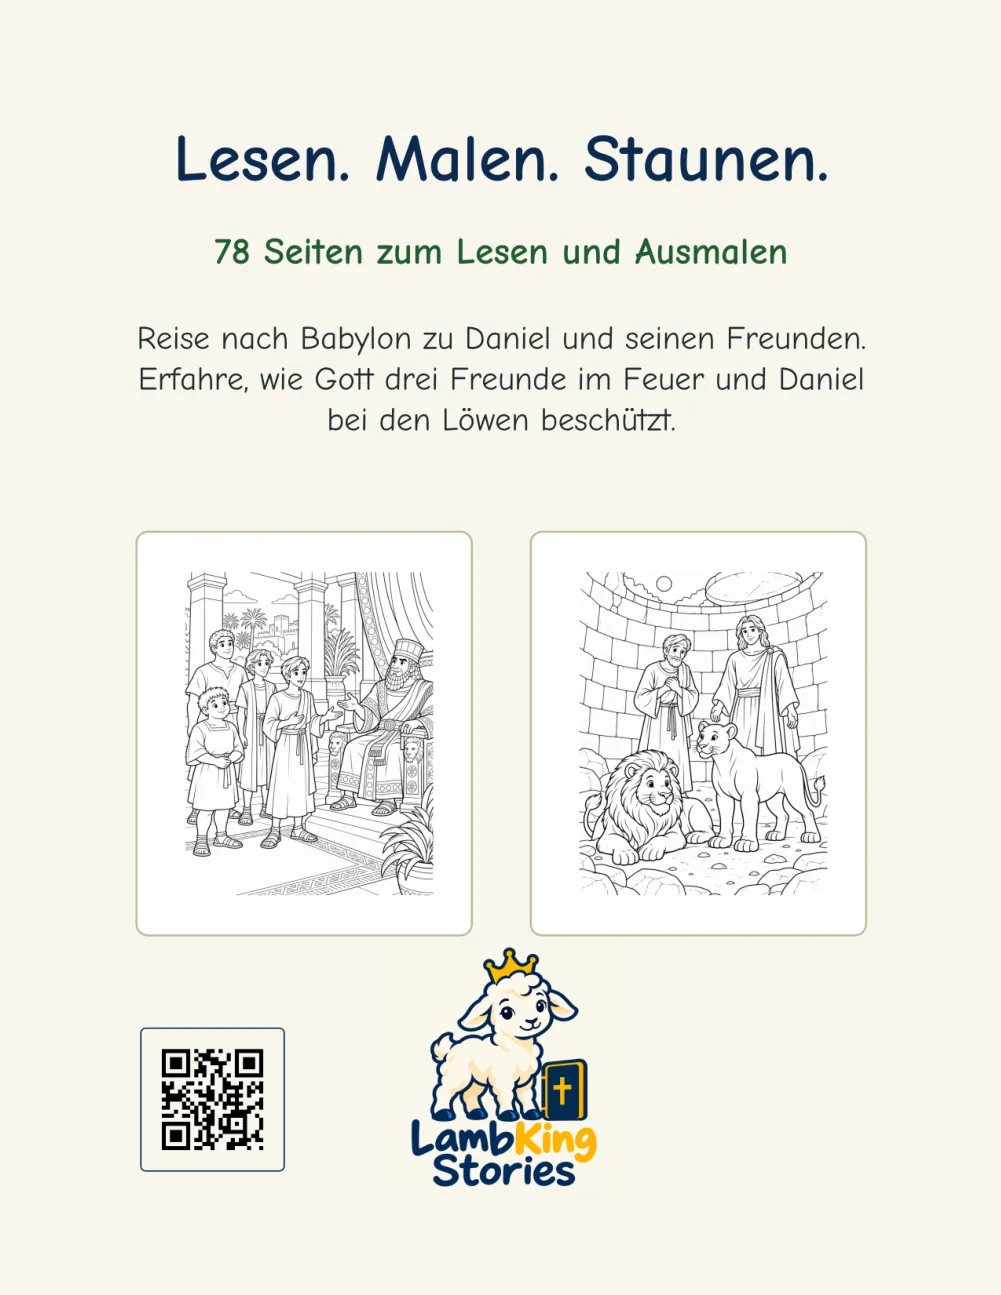 Lesen. Malen. Staunen.
78 Seiten zum Lesen und Ausmalen
Reise nach Babylon zu Daniel und seinen Freunden.
Erfahre, wie Gott drei Freunde im Feuer und Daniel
bei den Löwen beschützt.
LambKing
Stories